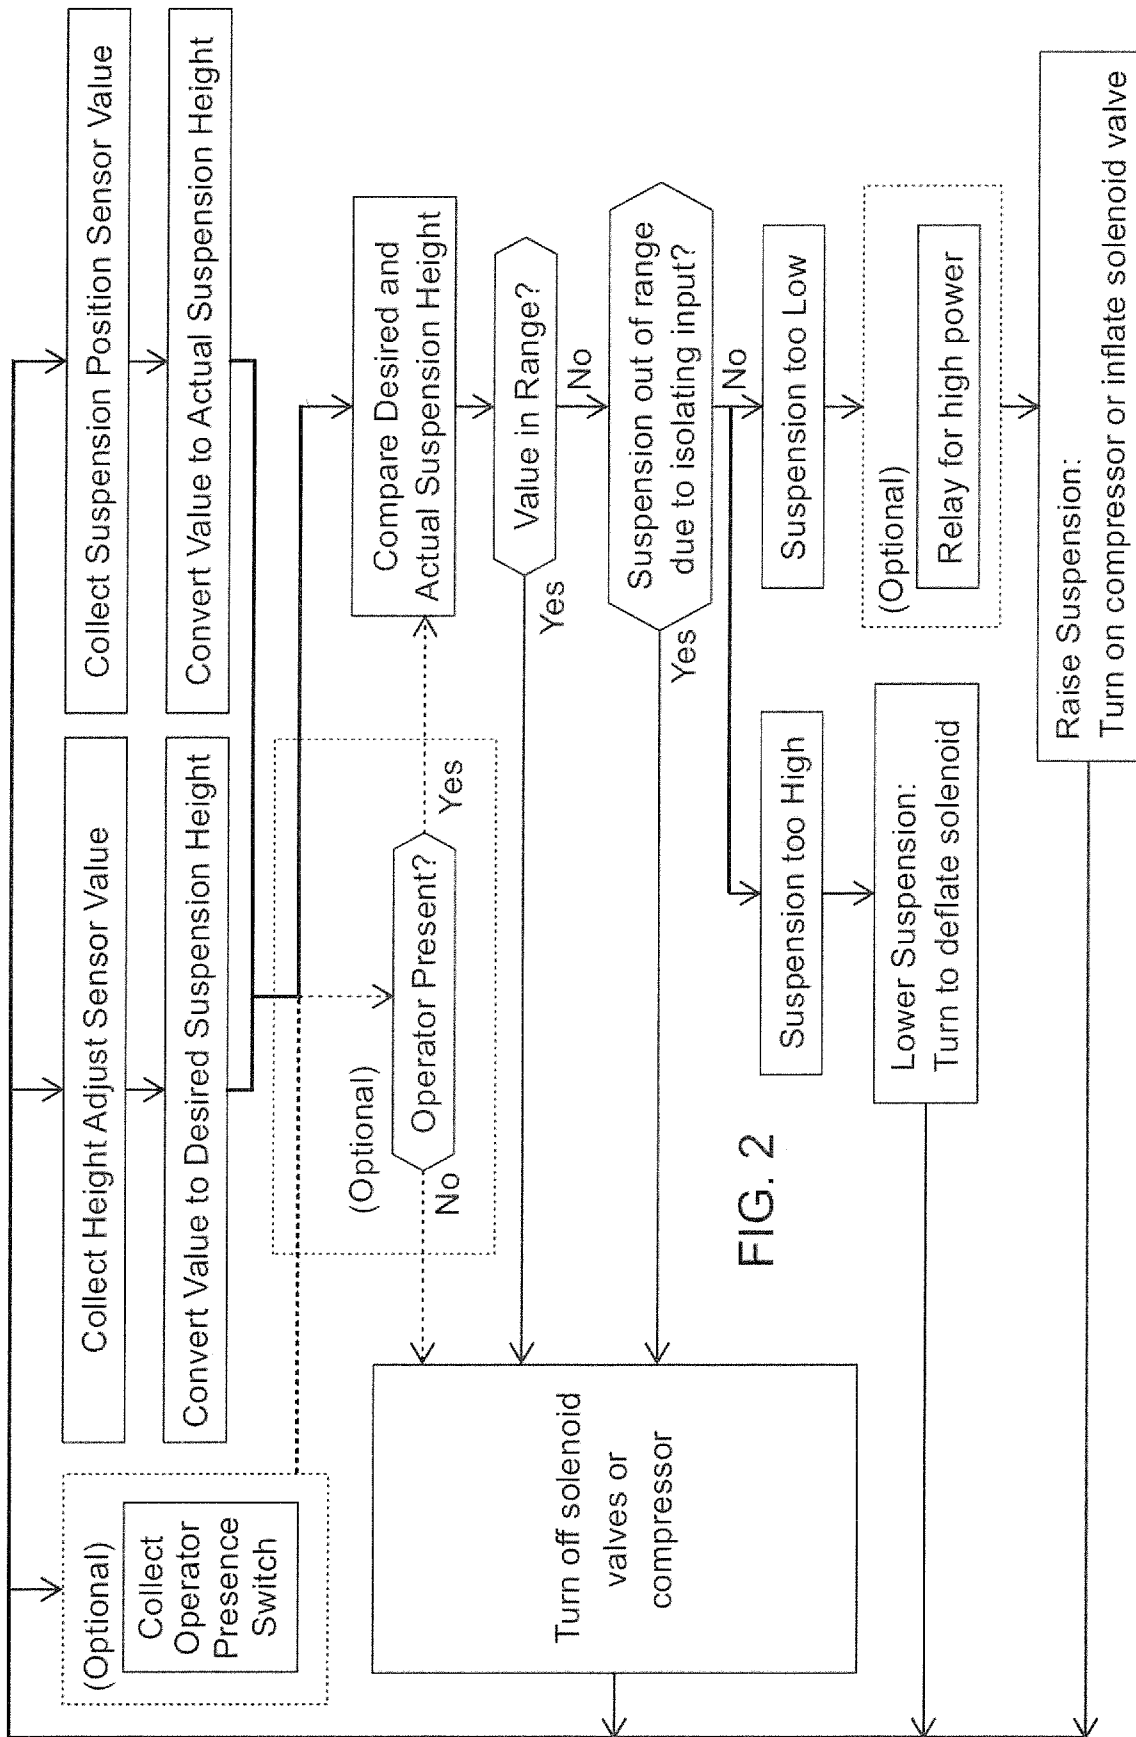 (Optional)
Collect
Operator
Presence
Switch
Collect Height Adjust Sensor Value
Collect Suspension Position Sensor Value
Convert Value to Desired Suspension Height
Convert Value to Actual Suspension Height
(Optional)
Operator Present?
No
Yes
Compare Desired and
Actual Suspension Height
Value in Range?
Yes
No
Suspension out of range
due to isolating input?
Yes
No
Turn off solenoid
valves or
compressor
Suspension too High
Suspension too Low
Lower Suspension:
Turn to deflate solenoid
(Optional)
Relay for high power
Raise Suspension:
Turn on compressor or inflate solenoid valve
FIG. 2